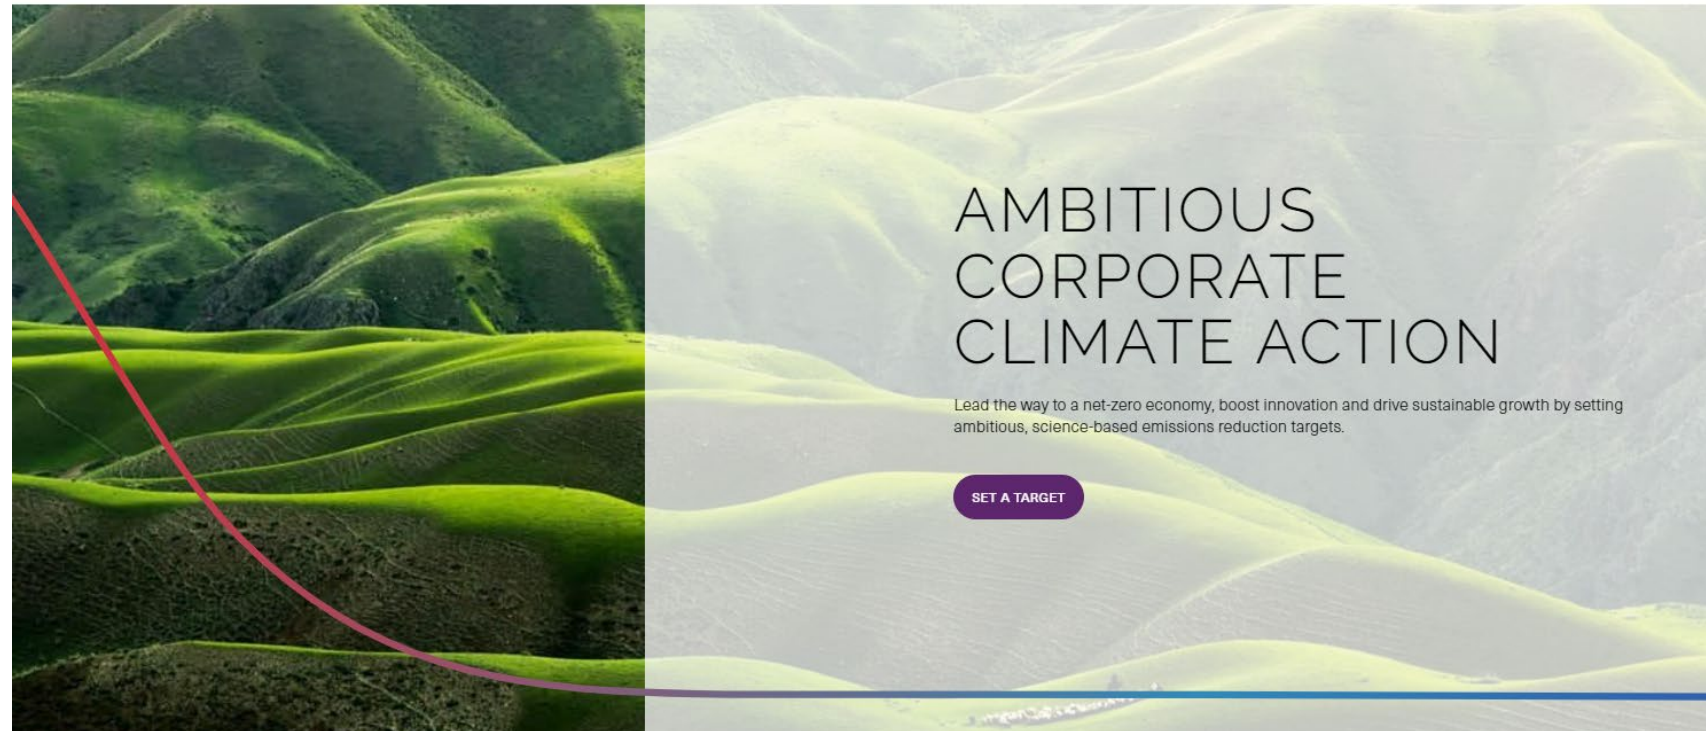 AMBITIOUS
CORPORATE
CLIMATE ACTION
Lead the way to a net-zero economy, boost innovation and drive sustainable growth by setting
ambitious, science-based emissions reduction targets.
SET A TARGET